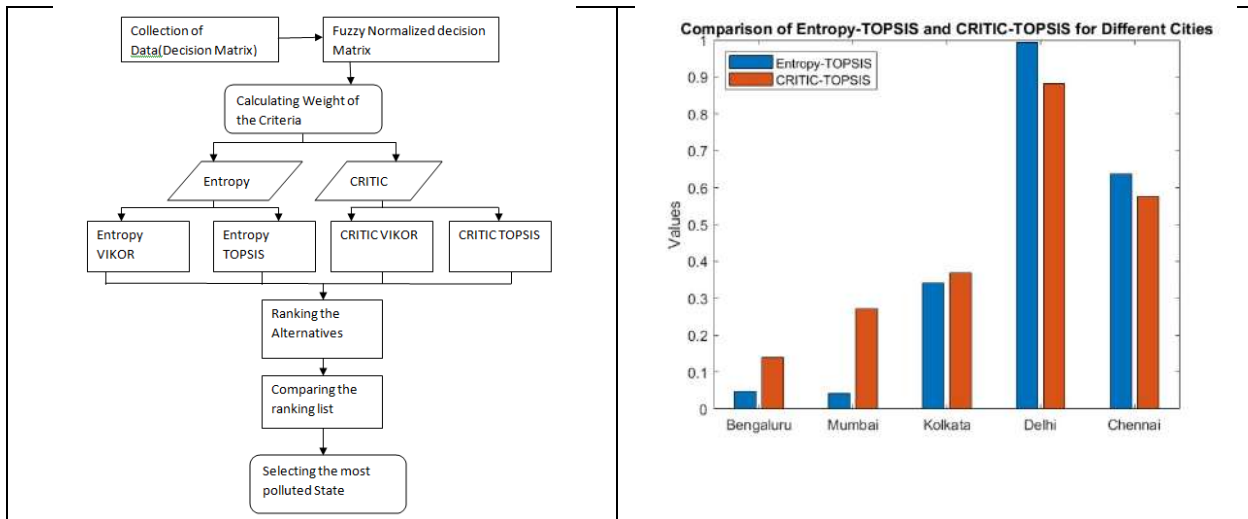 Collection of
Data(Decision Matrix)
Fuzzy Normalized decision
Matrix
Calculating Weight of
the Criteria
Entropy
CRITIC
Entropy
VIKOR
Entropy
TOPSIS
CRITIC VIKOR
CRITIC TOPSIS
Ranking the
Alternatives
Comparing the
ranking list
Selecting the most
polluted State
Comparison of Entropy-TOPSIS and CRITIC-TOPSIS for Different Cities
Entropy-TOPSIS
CRITIC-TOPSIS
Values
1
0.9
0.8
0.7
0.6
0.5
0.4
0.3
0.2
0.1
0
Bengaluru Mumbai Kolkata Delhi Chennai